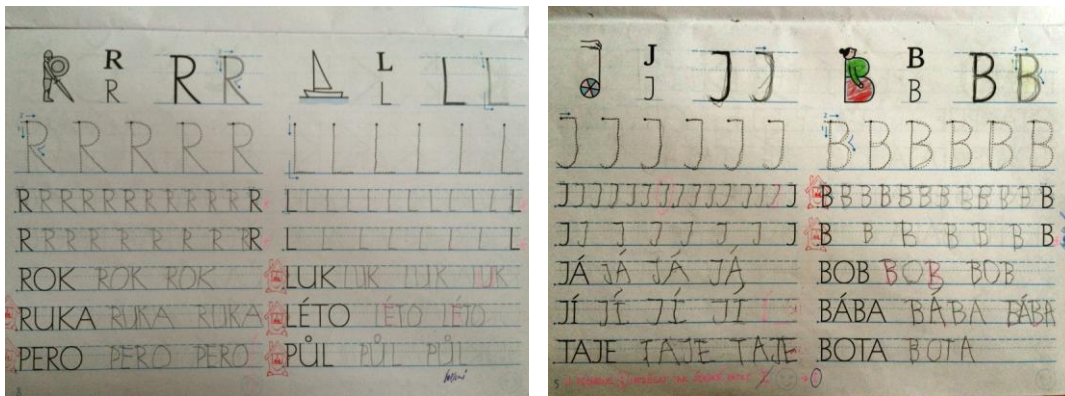 R R R R
L L L L
R R R R R
L L L L L L
R R R R R R R R R R R R R
L L L L L L L L L L
R R R R R R R R R R
L L L L L L L L
ROK ROK ROK
LUK LUK LUK LUK
RUKA RUKA RUKA
LÉTO LÉTO LÉTO
PERO PERO PERO
PŮL PŮL PŮL
J J J J
B B B B
J J J J J J
B B B B B B
J J J J J J J J J J J J J
B B B B B B B B B B B B
J J J J J J J J
B B B B B B B
JÁ JÁ JÁ JÁ
BOB BOB BOB
JÍ JÍ JÍ JÍ
BÁBA BÁBA BÁBA
TAJE TAJE TAJE
BOTA BOTA
5